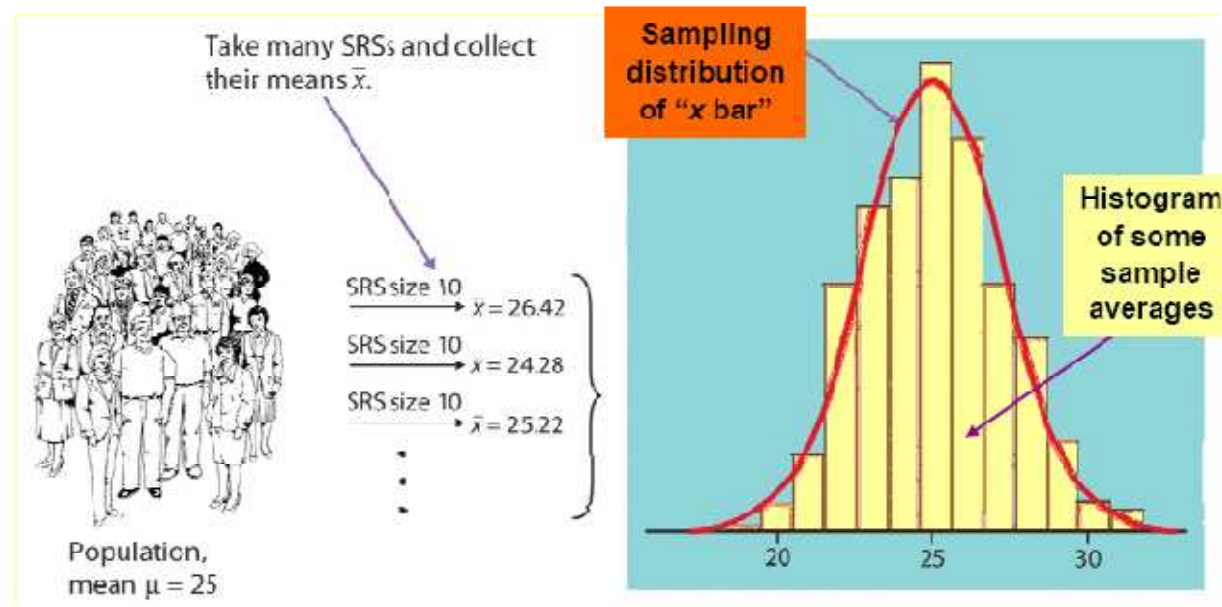 Take many SRSs and collect
their means x̄.
SRS size 10
x = 26.42
SRS size 10
x = 24.28
SRS size 10
x̄ = 25.22
Population,
mean μ = 25
Sampling
distribution
of “x bar”
Histogram
of some
sample
averages
20
25
30